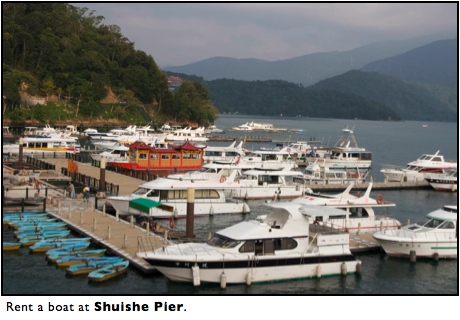 Rent a boat at Shuishe Pier.